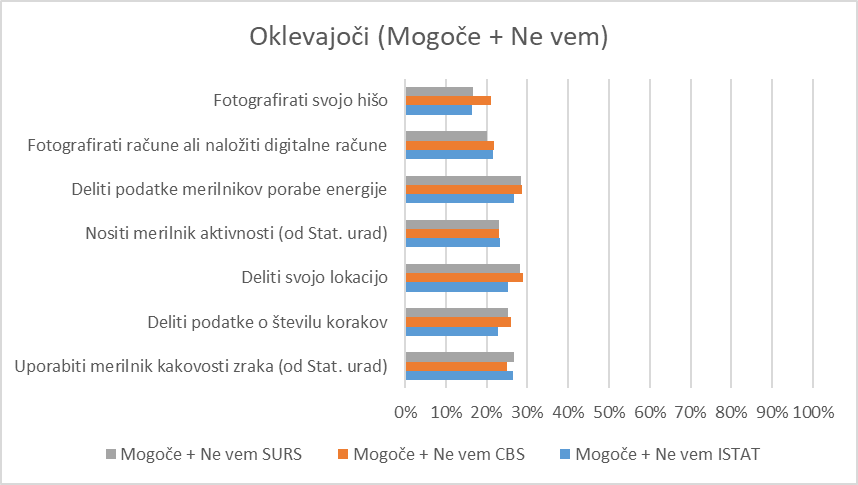 Oklevajoči (Mogoče + Ne vem)
Fotografirati svojo hišo
Fotografirati račune ali naložiti digitalne račune
Deliti podatke merilnikov porabe energije
Nositi merilnik aktivnosti (od Stat. urad)
Deliti svojo lokacijo
Deliti podatke o številu korakov
Uporabiti merilnik kakovosti zraka (od Stat. urad)
0% 10% 20% 30% 40% 50% 60% 70% 80% 90% 100%
Mogoče + Ne vem SURS Mogoče + Ne vem CBS Mogoče + Ne vem ISTAT